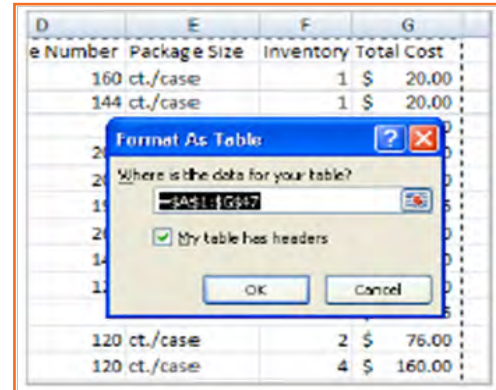 D E F G
e Number Package Size Inventory Total Cost
160 ct./case 1 $ 20.00
144 ct./case 1 $ 20.00
Format As Table
Where is the data for your table?
=$A$1:$G$47
My table has headers
OK Cancel
120 ct./case 2 $ 76.00
120 ct./case 4 $ 160.00